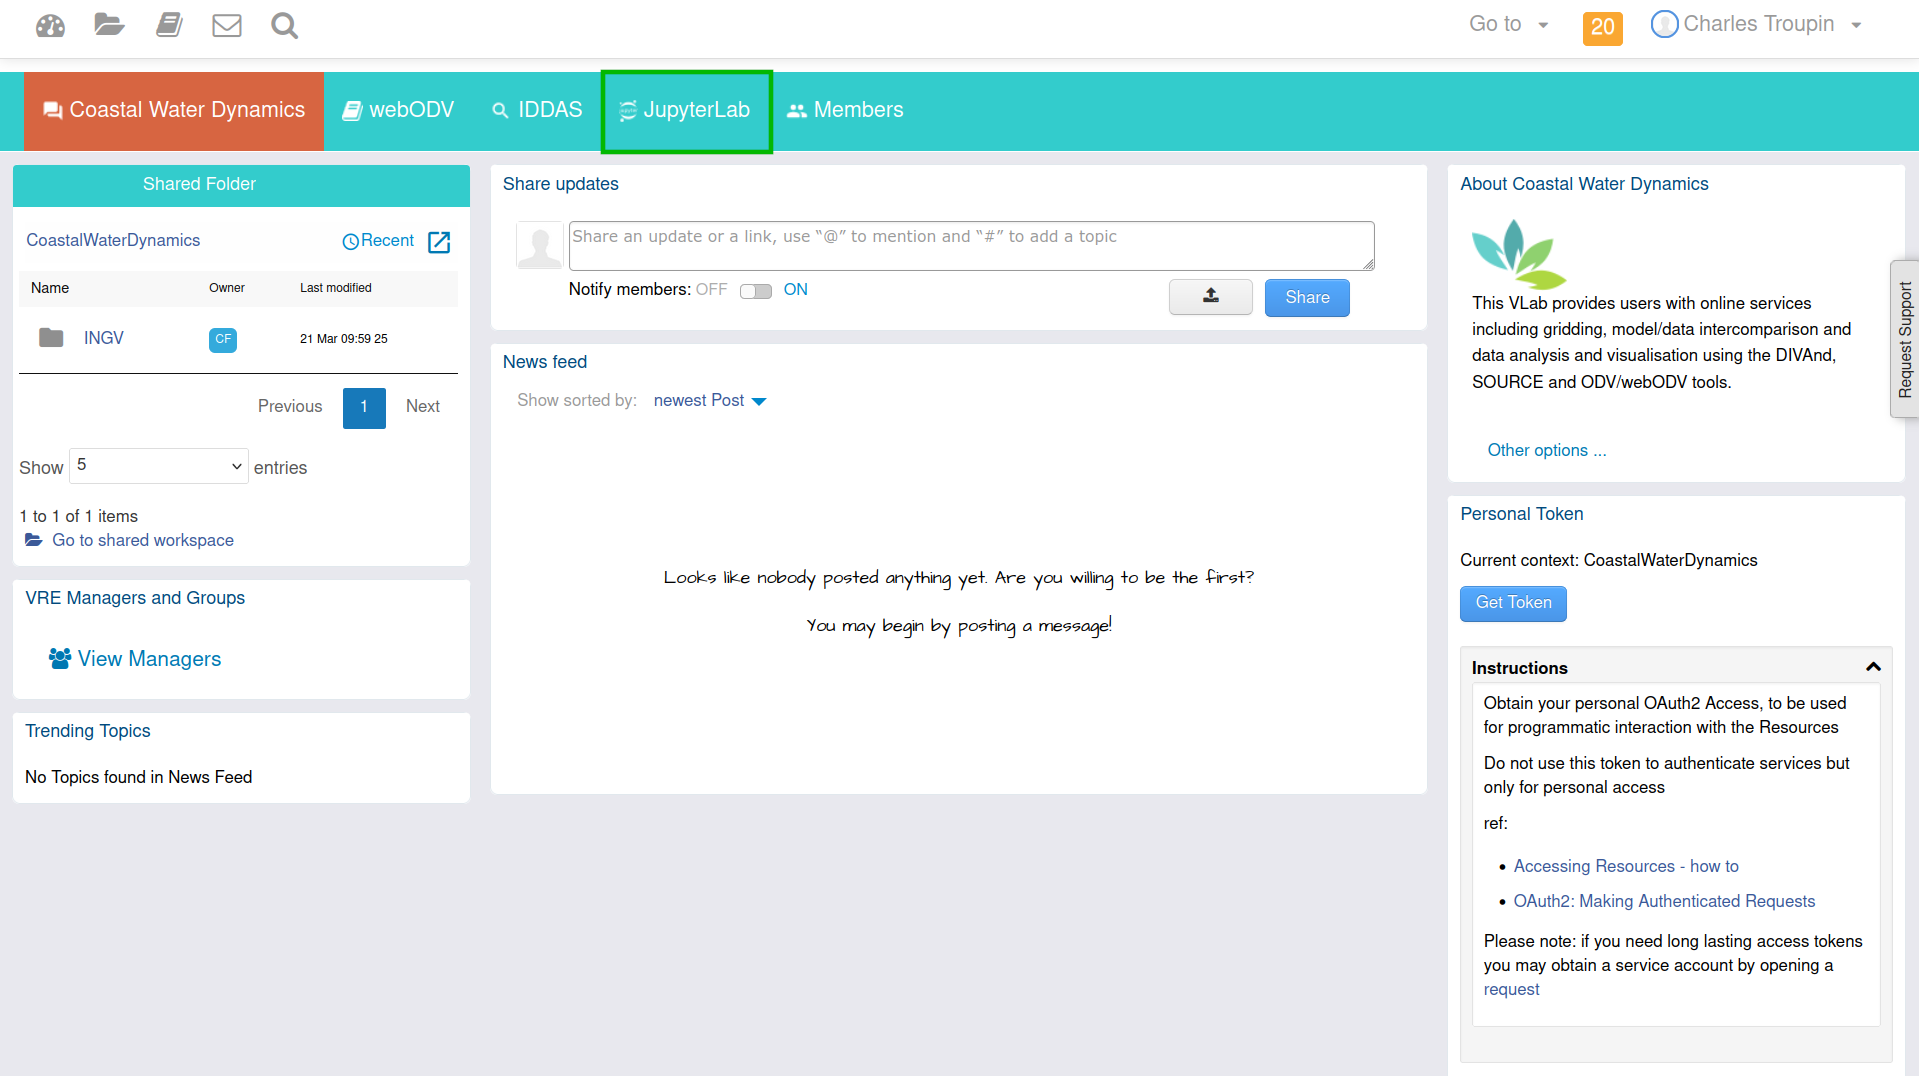 Go to
20
Charles Troupin
Coastal Water Dynamics
webODV
IDDAS
JupyterLab
Members
Shared Folder
CoastalWaterDynamics
Recent
Name Owner Last modified
INGV CF 21 Mar 09:59 25
Previous 1 Next
Show 5 entries
1 to 1 of 1 items
Go to shared workspace
VRE Managers and Groups
View Managers
Trending Topics
No Topics found in News Feed
Share updates
Share an update or a link, use “@” to mention and “#” to add a topic
Notify members: OFF ON
Share
News feed
Show sorted by: newest Post
Looks like nobody posted anything yet. Are you willing to be the first?
You may begin by posting a message!
About Coastal Water Dynamics
This VLab provides users with online services
including gridding, model/data intercomparison and
data analysis and visualisation using the DIVAnd,
SOURCE and ODV/webODV tools.
Other options ...
Request Support
Personal Token
Current context: CoastalWaterDynamics
Get Token
Instructions
Obtain your personal OAuth2 Access, to be used
for programmatic interaction with the Resources
Do not use this token to authenticate services but
only for personal access
ref:
• Accessing Resources - how to
• OAuth2: Making Authenticated Requests
Please note: if you need long lasting access tokens
you may obtain a service account by opening a
request